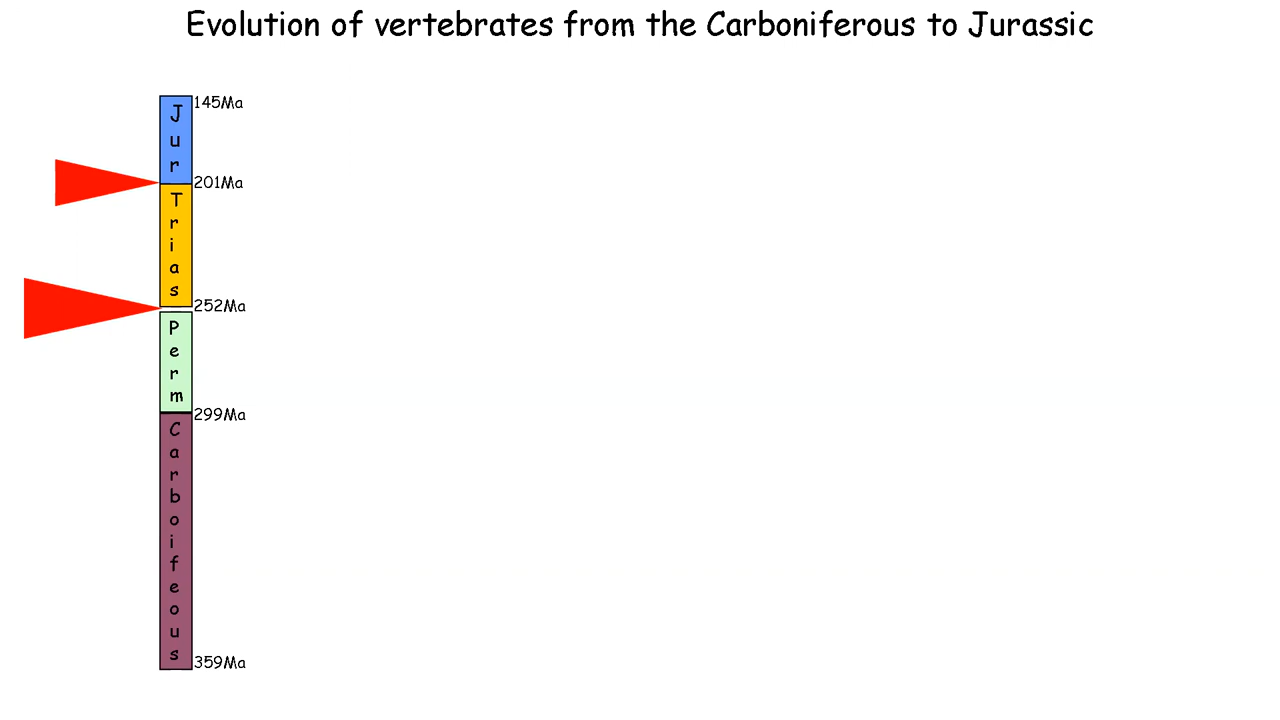 Evolution of vertebrates from the Carboniferous to Jurassic
145Ma
Jur
201Ma
Trias
252Ma
Perm
299Ma
Carboifeous
359Ma